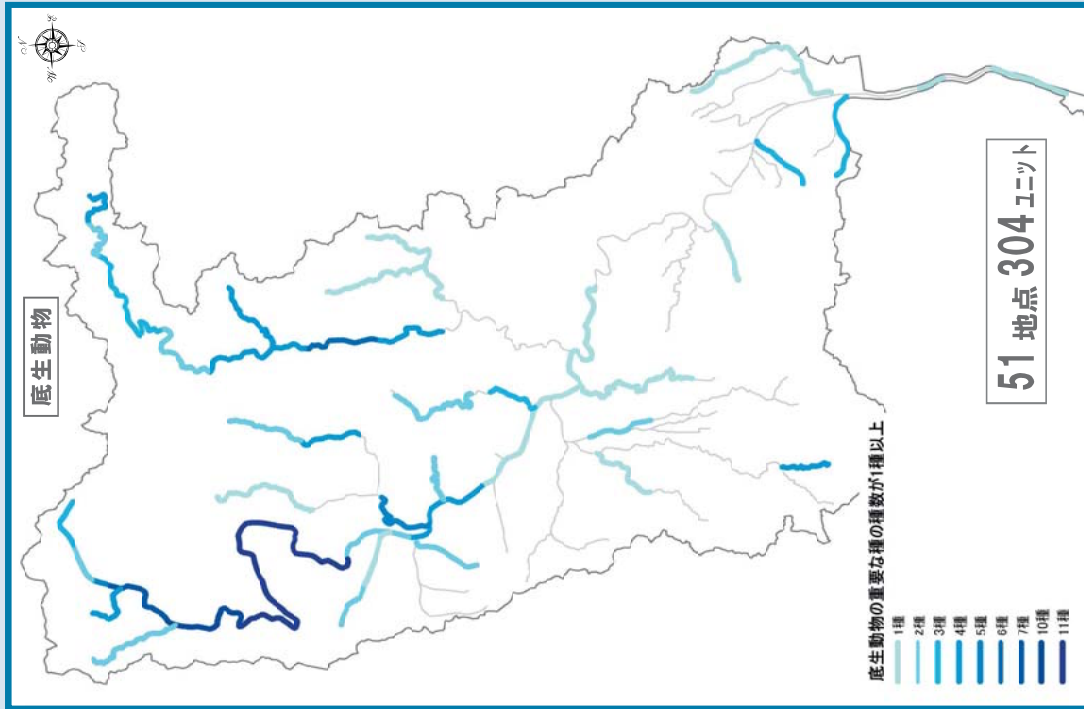 底生動物
51 地点 304 ユニット
底生動物の重要な種の種数が1種以上
1種
2種
3種
4種
5種
6種
7種
10種
11種